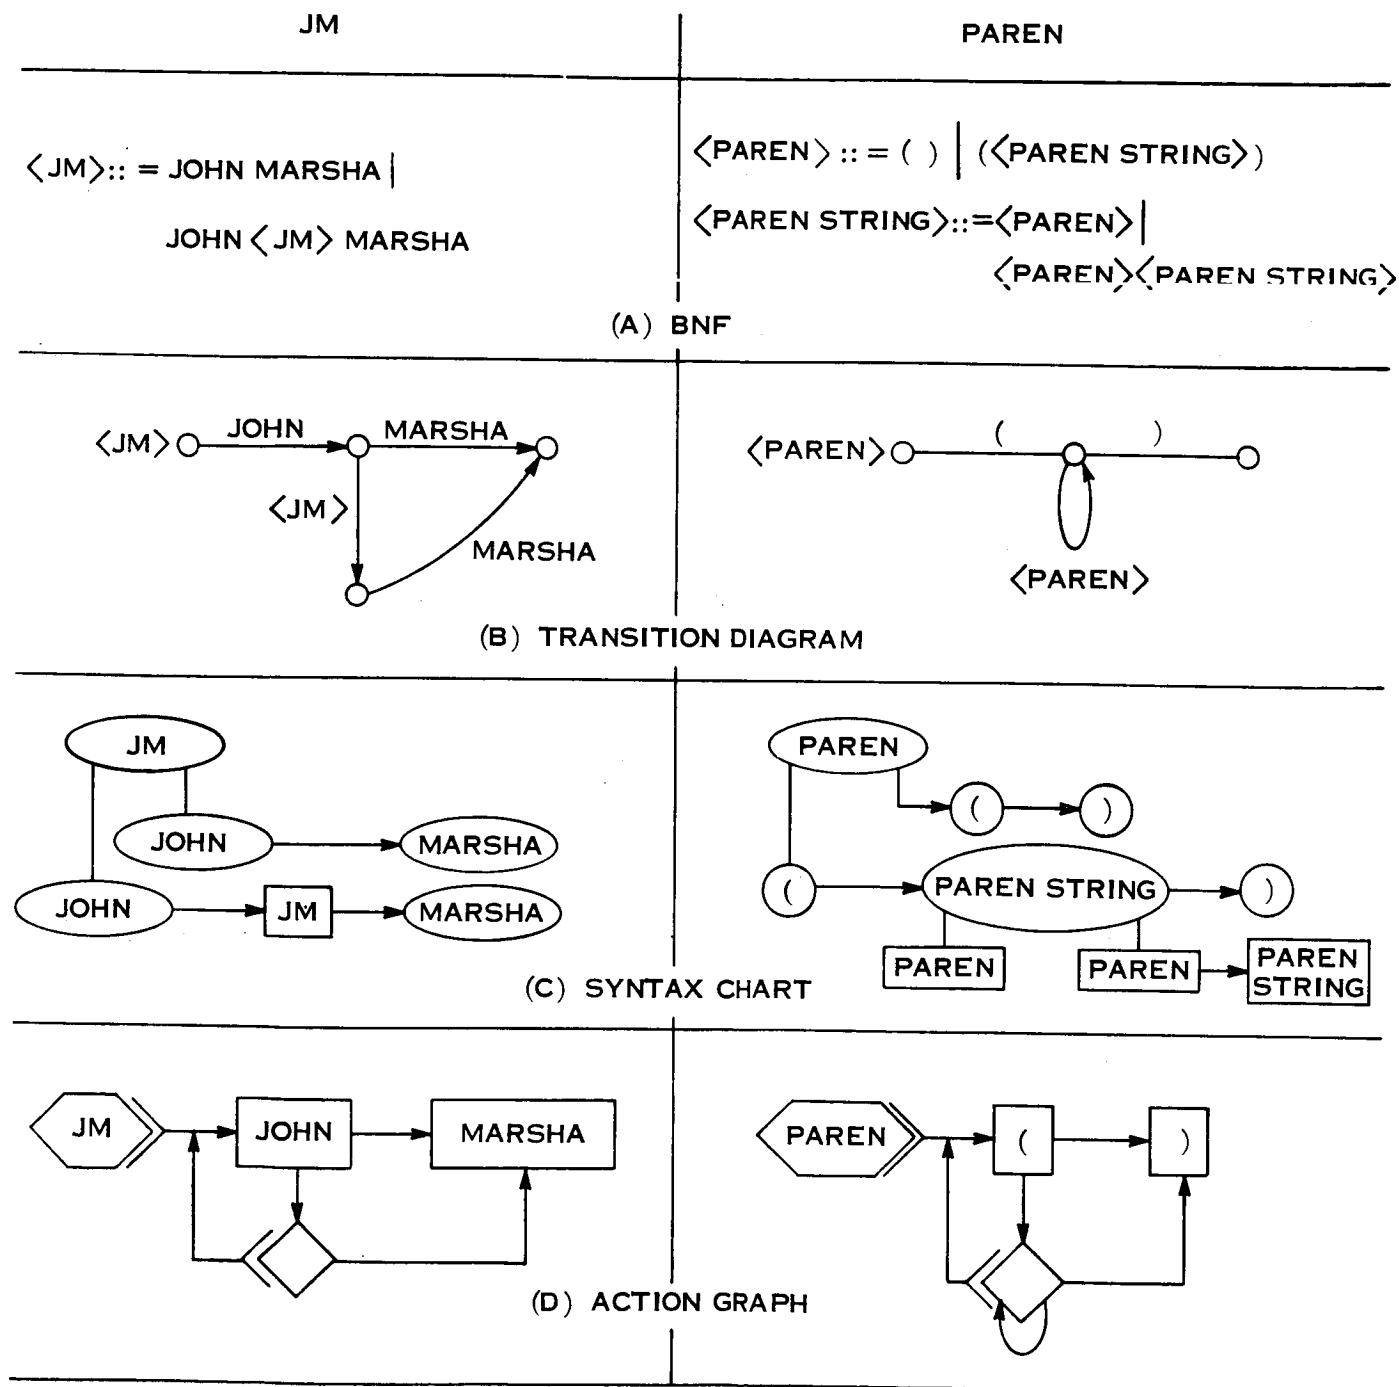 JM
PAREN
<JM>::= JOHN MARSHA |
JOHN <JM> MARSHA
<PAREN>::= ( ) | (<PAREN STRING>)
<PAREN STRING>::=<PAREN> |
<PAREN><PAREN STRING>
(A) BNF
<JM> JOHN MARSHA
<JM>
MARSHA
<PAREN> ( )
<PAREN>
(B) TRANSITION DIAGRAM
JM
JOHN MARSHA
JOHN JM MARSHA
PAREN
( )
( PAREN STRING )
PAREN PAREN PAREN
STRING
(C) SYNTAX CHART
JM JOHN MARSHA
PAREN ( )
(D) ACTION GRAPH